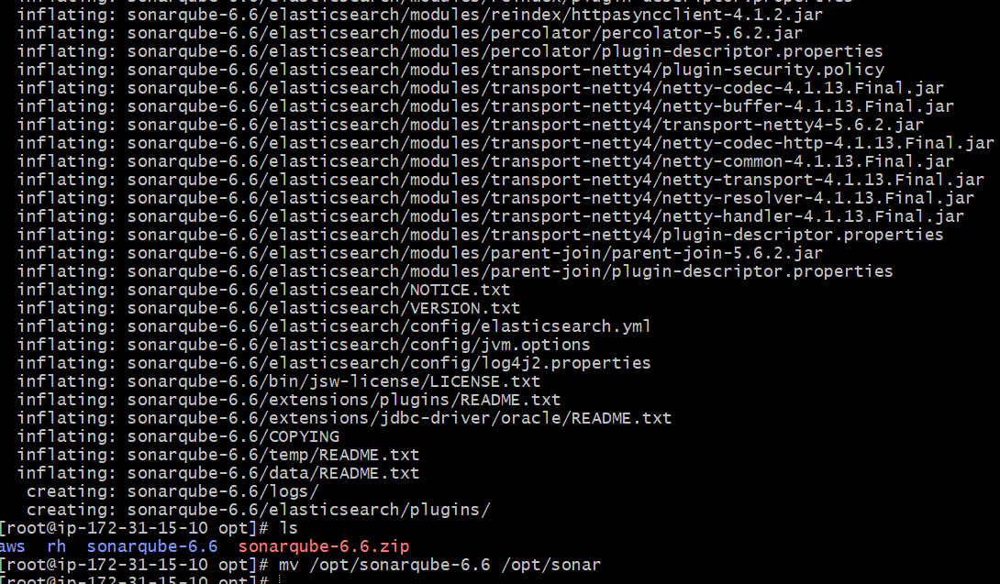 inflating: sonarqube-6.6/elasticsearch/modules/reindex/plugin-descriptor.properties
inflating: sonarqube-6.6/elasticsearch/modules/reindex/httpasyncclient-4.1.2.jar
inflating: sonarqube-6.6/elasticsearch/modules/percolator/percolator-5.6.2.jar
inflating: sonarqube-6.6/elasticsearch/modules/percolator/plugin-descriptor.properties
inflating: sonarqube-6.6/elasticsearch/modules/transport-netty4/plugin-security.policy
inflating: sonarqube-6.6/elasticsearch/modules/transport-netty4/netty-codec-4.1.13.Final.jar
inflating: sonarqube-6.6/elasticsearch/modules/transport-netty4/netty-buffer-4.1.13.Final.jar
inflating: sonarqube-6.6/elasticsearch/modules/transport-netty4/transport-netty4-5.6.2.jar
inflating: sonarqube-6.6/elasticsearch/modules/transport-netty4/netty-codec-http-4.1.13.Final.jar
inflating: sonarqube-6.6/elasticsearch/modules/transport-netty4/netty-common-4.1.13.Final.jar
inflating: sonarqube-6.6/elasticsearch/modules/transport-netty4/netty-transport-4.1.13.Final.jar
inflating: sonarqube-6.6/elasticsearch/modules/transport-netty4/netty-resolver-4.1.13.Final.jar
inflating: sonarqube-6.6/elasticsearch/modules/transport-netty4/netty-handler-4.1.13.Final.jar
inflating: sonarqube-6.6/elasticsearch/modules/transport-netty4/plugin-descriptor.properties
inflating: sonarqube-6.6/elasticsearch/modules/parent-join/parent-join-5.6.2.jar
inflating: sonarqube-6.6/elasticsearch/modules/parent-join/plugin-descriptor.properties
inflating: sonarqube-6.6/elasticsearch/NOTICE.txt
inflating: sonarqube-6.6/elasticsearch/VERSION.txt
inflating: sonarqube-6.6/elasticsearch/config/elasticsearch.yml
inflating: sonarqube-6.6/elasticsearch/config/jvm.options
inflating: sonarqube-6.6/elasticsearch/config/log4j2.properties
inflating: sonarqube-6.6/bin/jsw-license/LICENSE.txt
inflating: sonarqube-6.6/extensions/plugins/README.txt
inflating: sonarqube-6.6/extensions/jdbc-driver/oracle/README.txt
inflating: sonarqube-6.6/COPYING
inflating: sonarqube-6.6/temp/README.txt
inflating: sonarqube-6.6/data/README.txt
creating: sonarqube-6.6/logs/
creating: sonarqube-6.6/elasticsearch/plugins/
[root@ip-172-31-15-10 opt]# ls
aws  rh  sonarqube-6.6  sonarqube-6.6.zip
[root@ip-172-31-15-10 opt]# mv /opt/sonarqube-6.6 /opt/sonar
[root@ip-172-31-15-10 opt]#